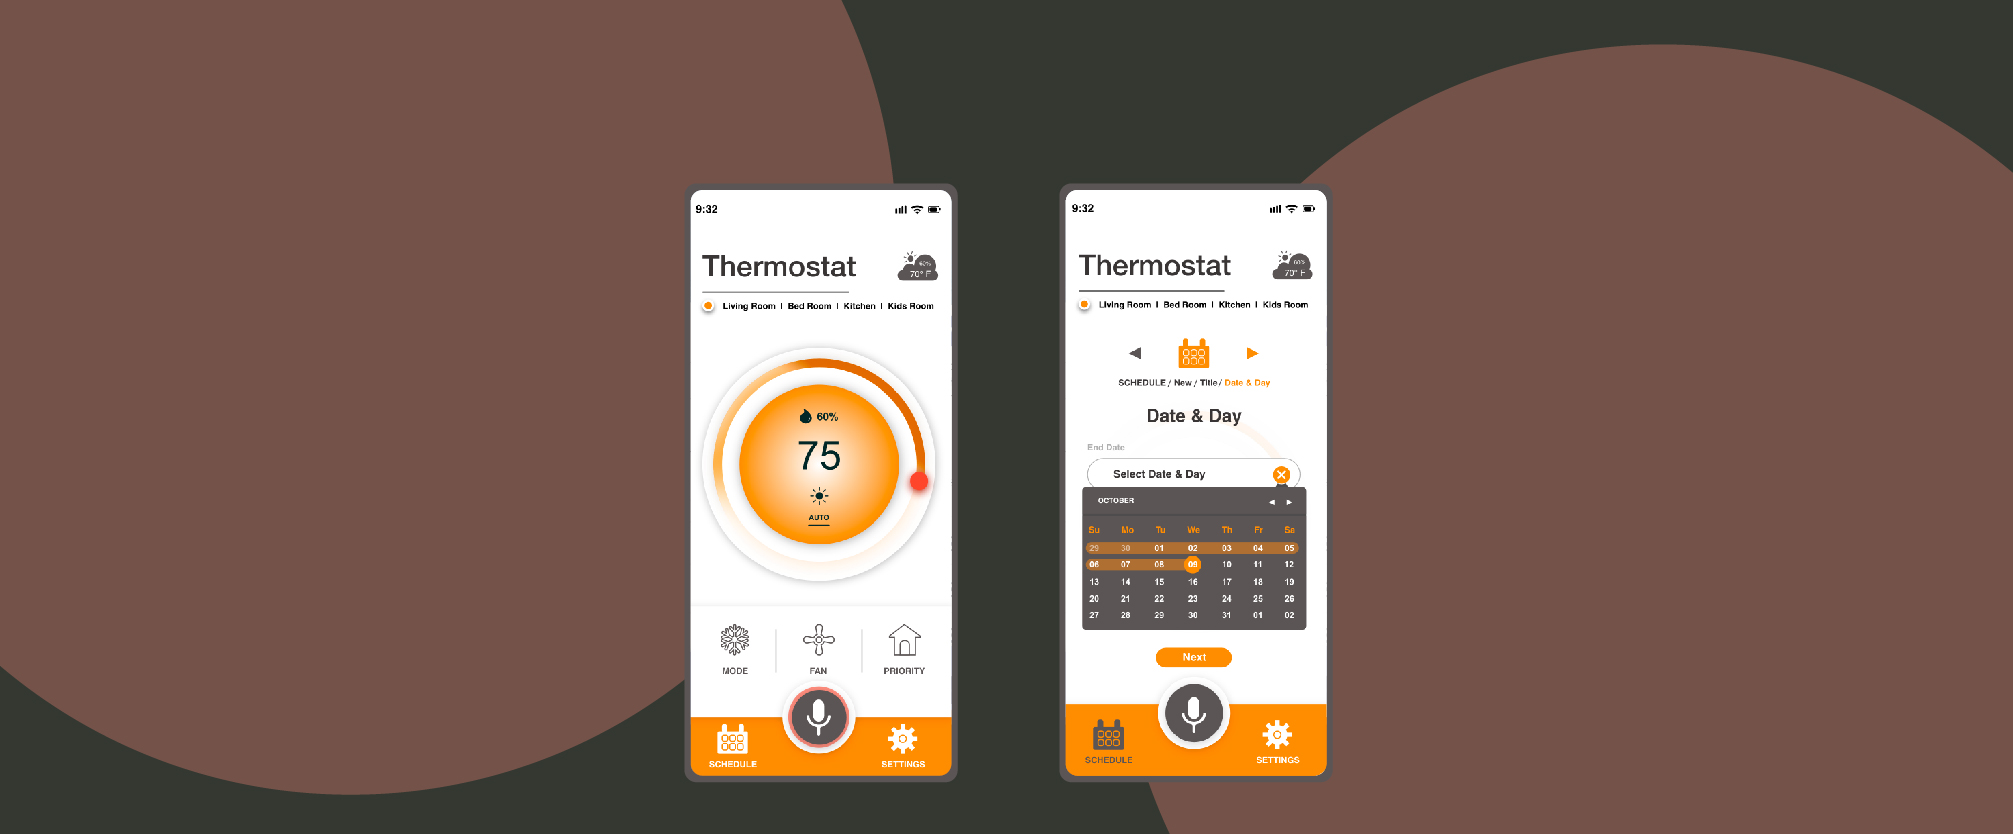 9:32
Thermostat
60%
70° F
Living Room | Bed Room | Kitchen | Kids Room
60%
75
AUTO
MODE
FAN
PRIORITY
SCHEDULE
SETTINGS
9:32
Thermostat
60%
70° F
Living Room | Bed Room | Kitchen | Kids Room
SCHEDULE / New / Title / Date & Day
Date & Day
End Date
Select Date & Day
OCTOBER
Su Mo Tu We Th Fr Sa
29 30 01 02 03 04 05
06 07 08 09 10 11 12
13 14 15 16 17 18 19
20 21 22 23 24 25 26
27 28 29 30 31 01 02
Next
SCHEDULE
SETTINGS